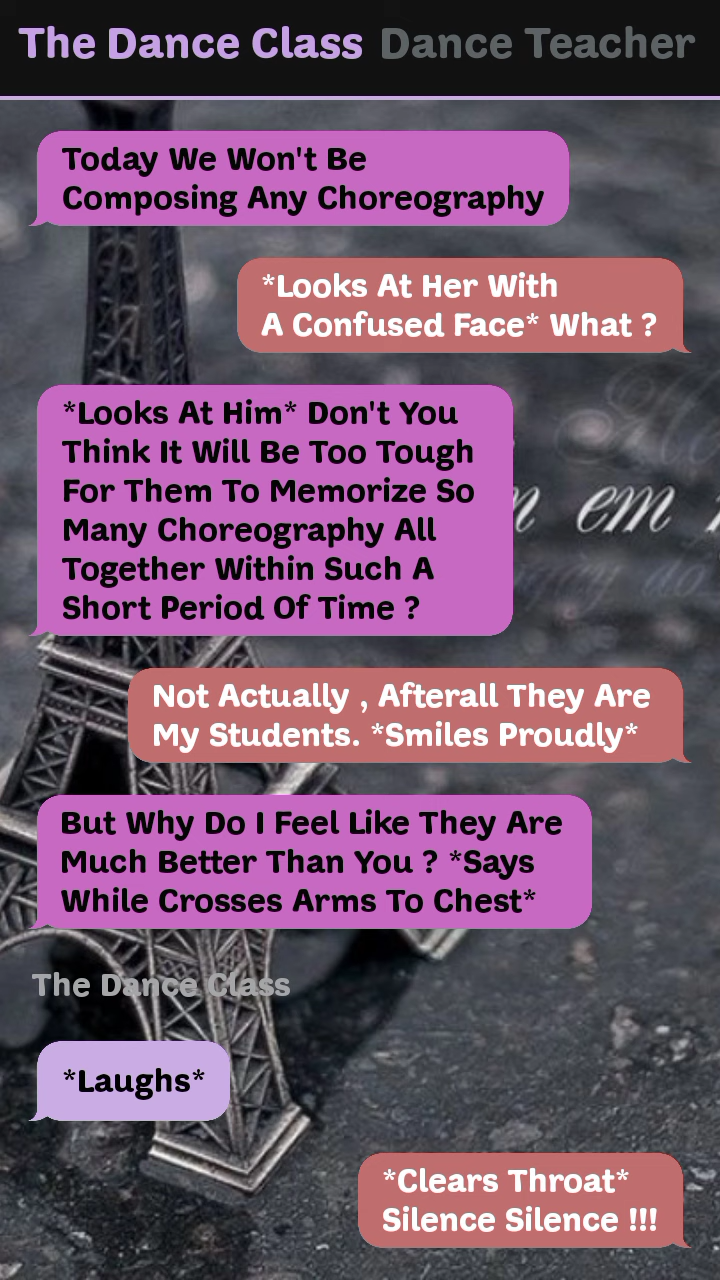 The Dance Class Dance Teacher
Today We Won't Be
Composing Any Choreography
*Looks At Her With
A Confused Face* What ?
*Looks At Him* Don't You
Think It Will Be Too Tough
For Them To Memorize So
Many Choreography All
Together Within Such A
Short Period Of Time ?
em
Not Actually , Afterall They Are
My Students. *Smiles Proudly*
But Why Do I Feel Like They Are
Much Better Than You ? *Says
While Crosses Arms To Chest*
The Dance Class
*Laughs*
*Clears Throat*
Silence Silence !!!